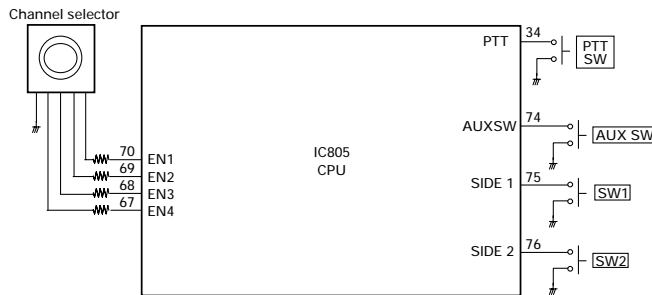 Channel selector
70 EN1
69 EN2
68 EN3
67 EN4
IC805
CPU
PTT 34
PTT
SW
AUXSW 74
AUX SW
SIDE 1 75
SW1
SIDE 2 76
SW2